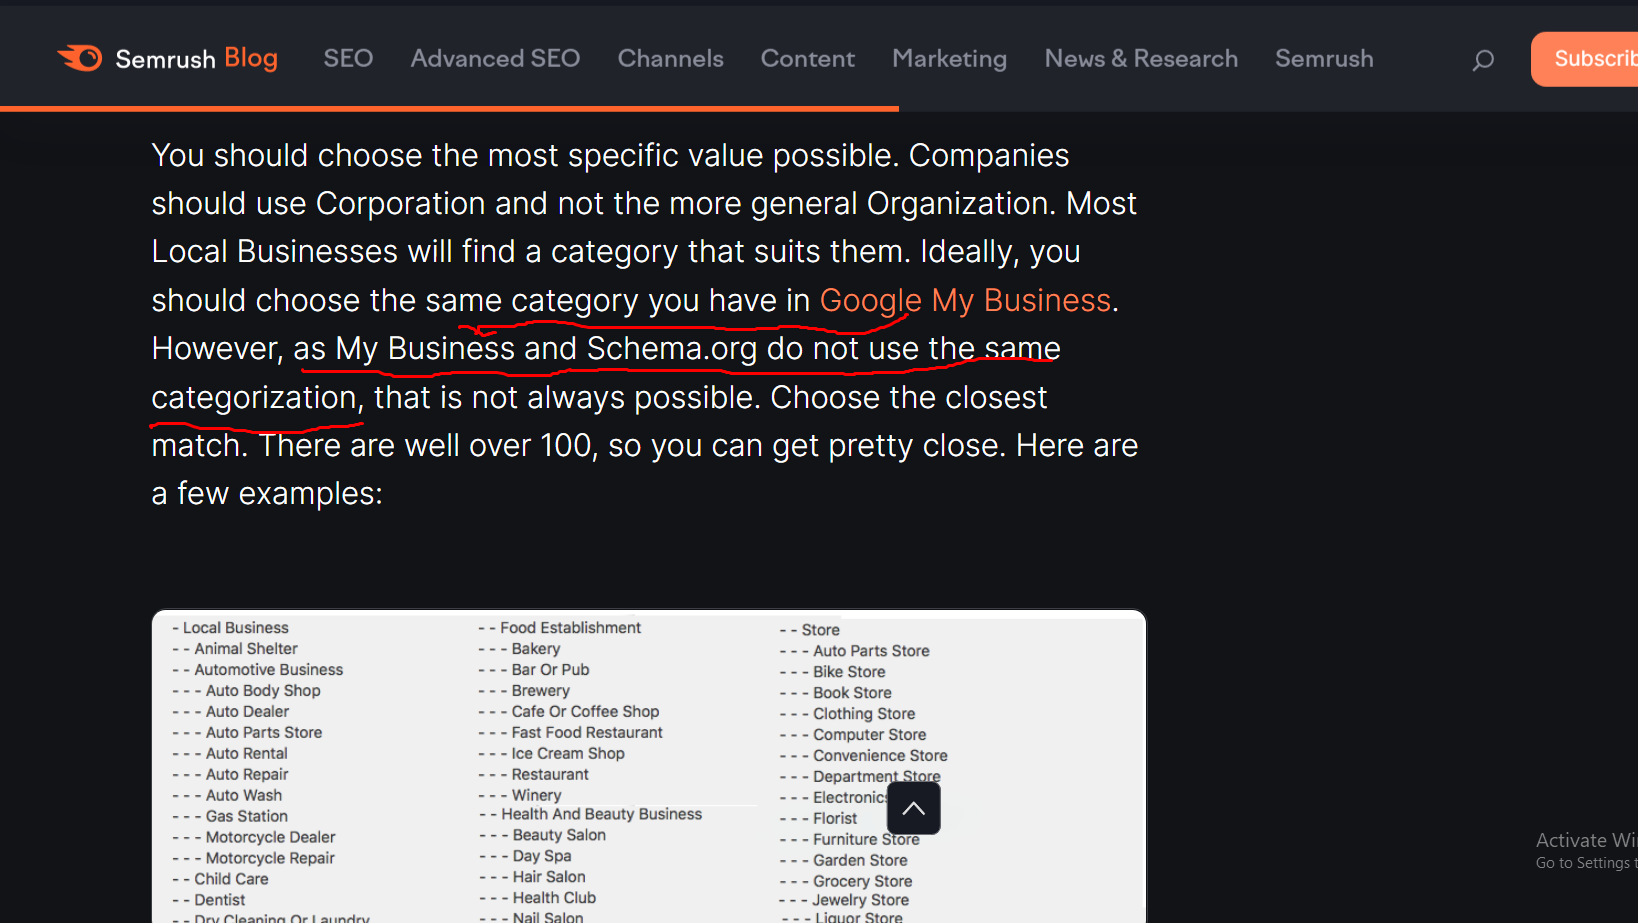 Semrush Blog SEO Advanced SEO Channels Content Marketing News & Research Semrush Subscrib
You should choose the most specific value possible. Companies
should use Corporation and not the more general Organization. Most
Local Businesses will find a category that suits them. Ideally, you
should choose the same category you have in Google My Business.
However, as My Business and Schema.org do not use the same
categorization, that is not always possible. Choose the closest
match. There are well over 100, so you can get pretty close. Here are
a few examples:
- Local Business
- - Animal Shelter
- - Automotive Business
- - - Auto Body Shop
- - - Auto Dealer
- - - Auto Parts Store
- - - Auto Rental
- - - Auto Repair
- - - Auto Wash
- - - Gas Station
- - - Motorcycle Dealer
- - - Motorcycle Repair
- - Child Care
- - Dentist
- - Dry Cleaning Or Laundry
- - Food Establishment
- - - Bakery
- - - Bar Or Pub
- - - Brewery
- - - Cafe Or Coffee Shop
- - - Fast Food Restaurant
- - - Ice Cream Shop
- - - Restaurant
- - - Winery
- - Health And Beauty Business
- - - Beauty Salon
- - - Day Spa
- - - Hair Salon
- - - Health Club
- - - Nail Salon
- - Store
- - - Auto Parts Store
- - - Bike Store
- - - Book Store
- - - Clothing Store
- - - Computer Store
- - - Convenience Store
- - - Department Store
- - - Electronics
- - - Florist
- - - Furniture Store
- - - Garden Store
- - - Grocery Store
- - - Jewelry Store
- - - Liquor Store
Activate Wi
Go to Settings t